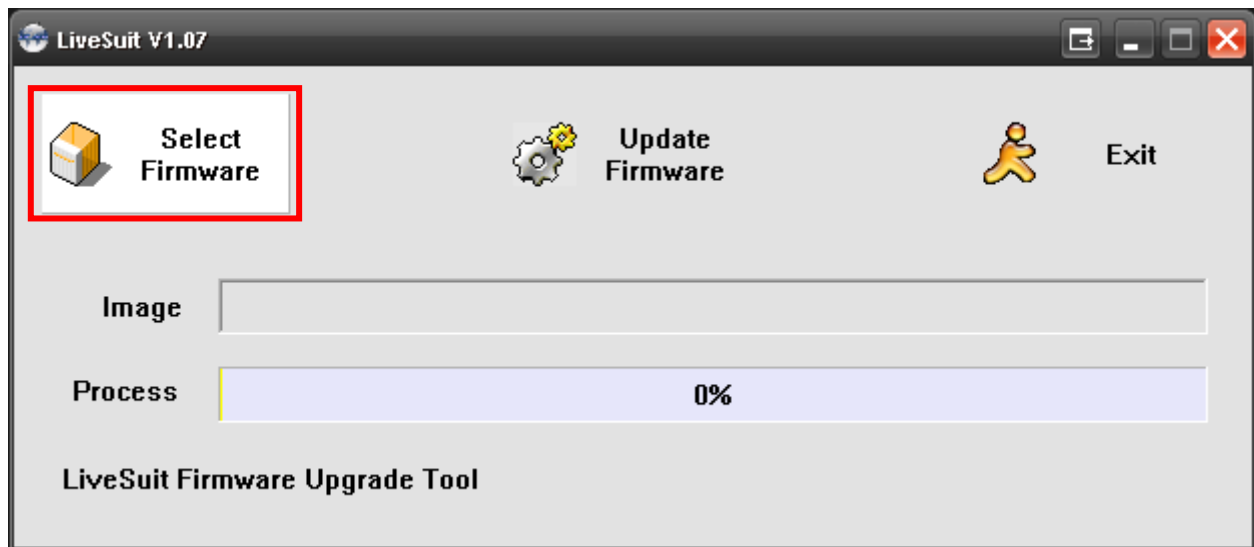 LiveSuit V1.07
Select
Firmware
Update
Firmware
Exit
Image
Process
0%
LiveSuit Firmware Upgrade Tool